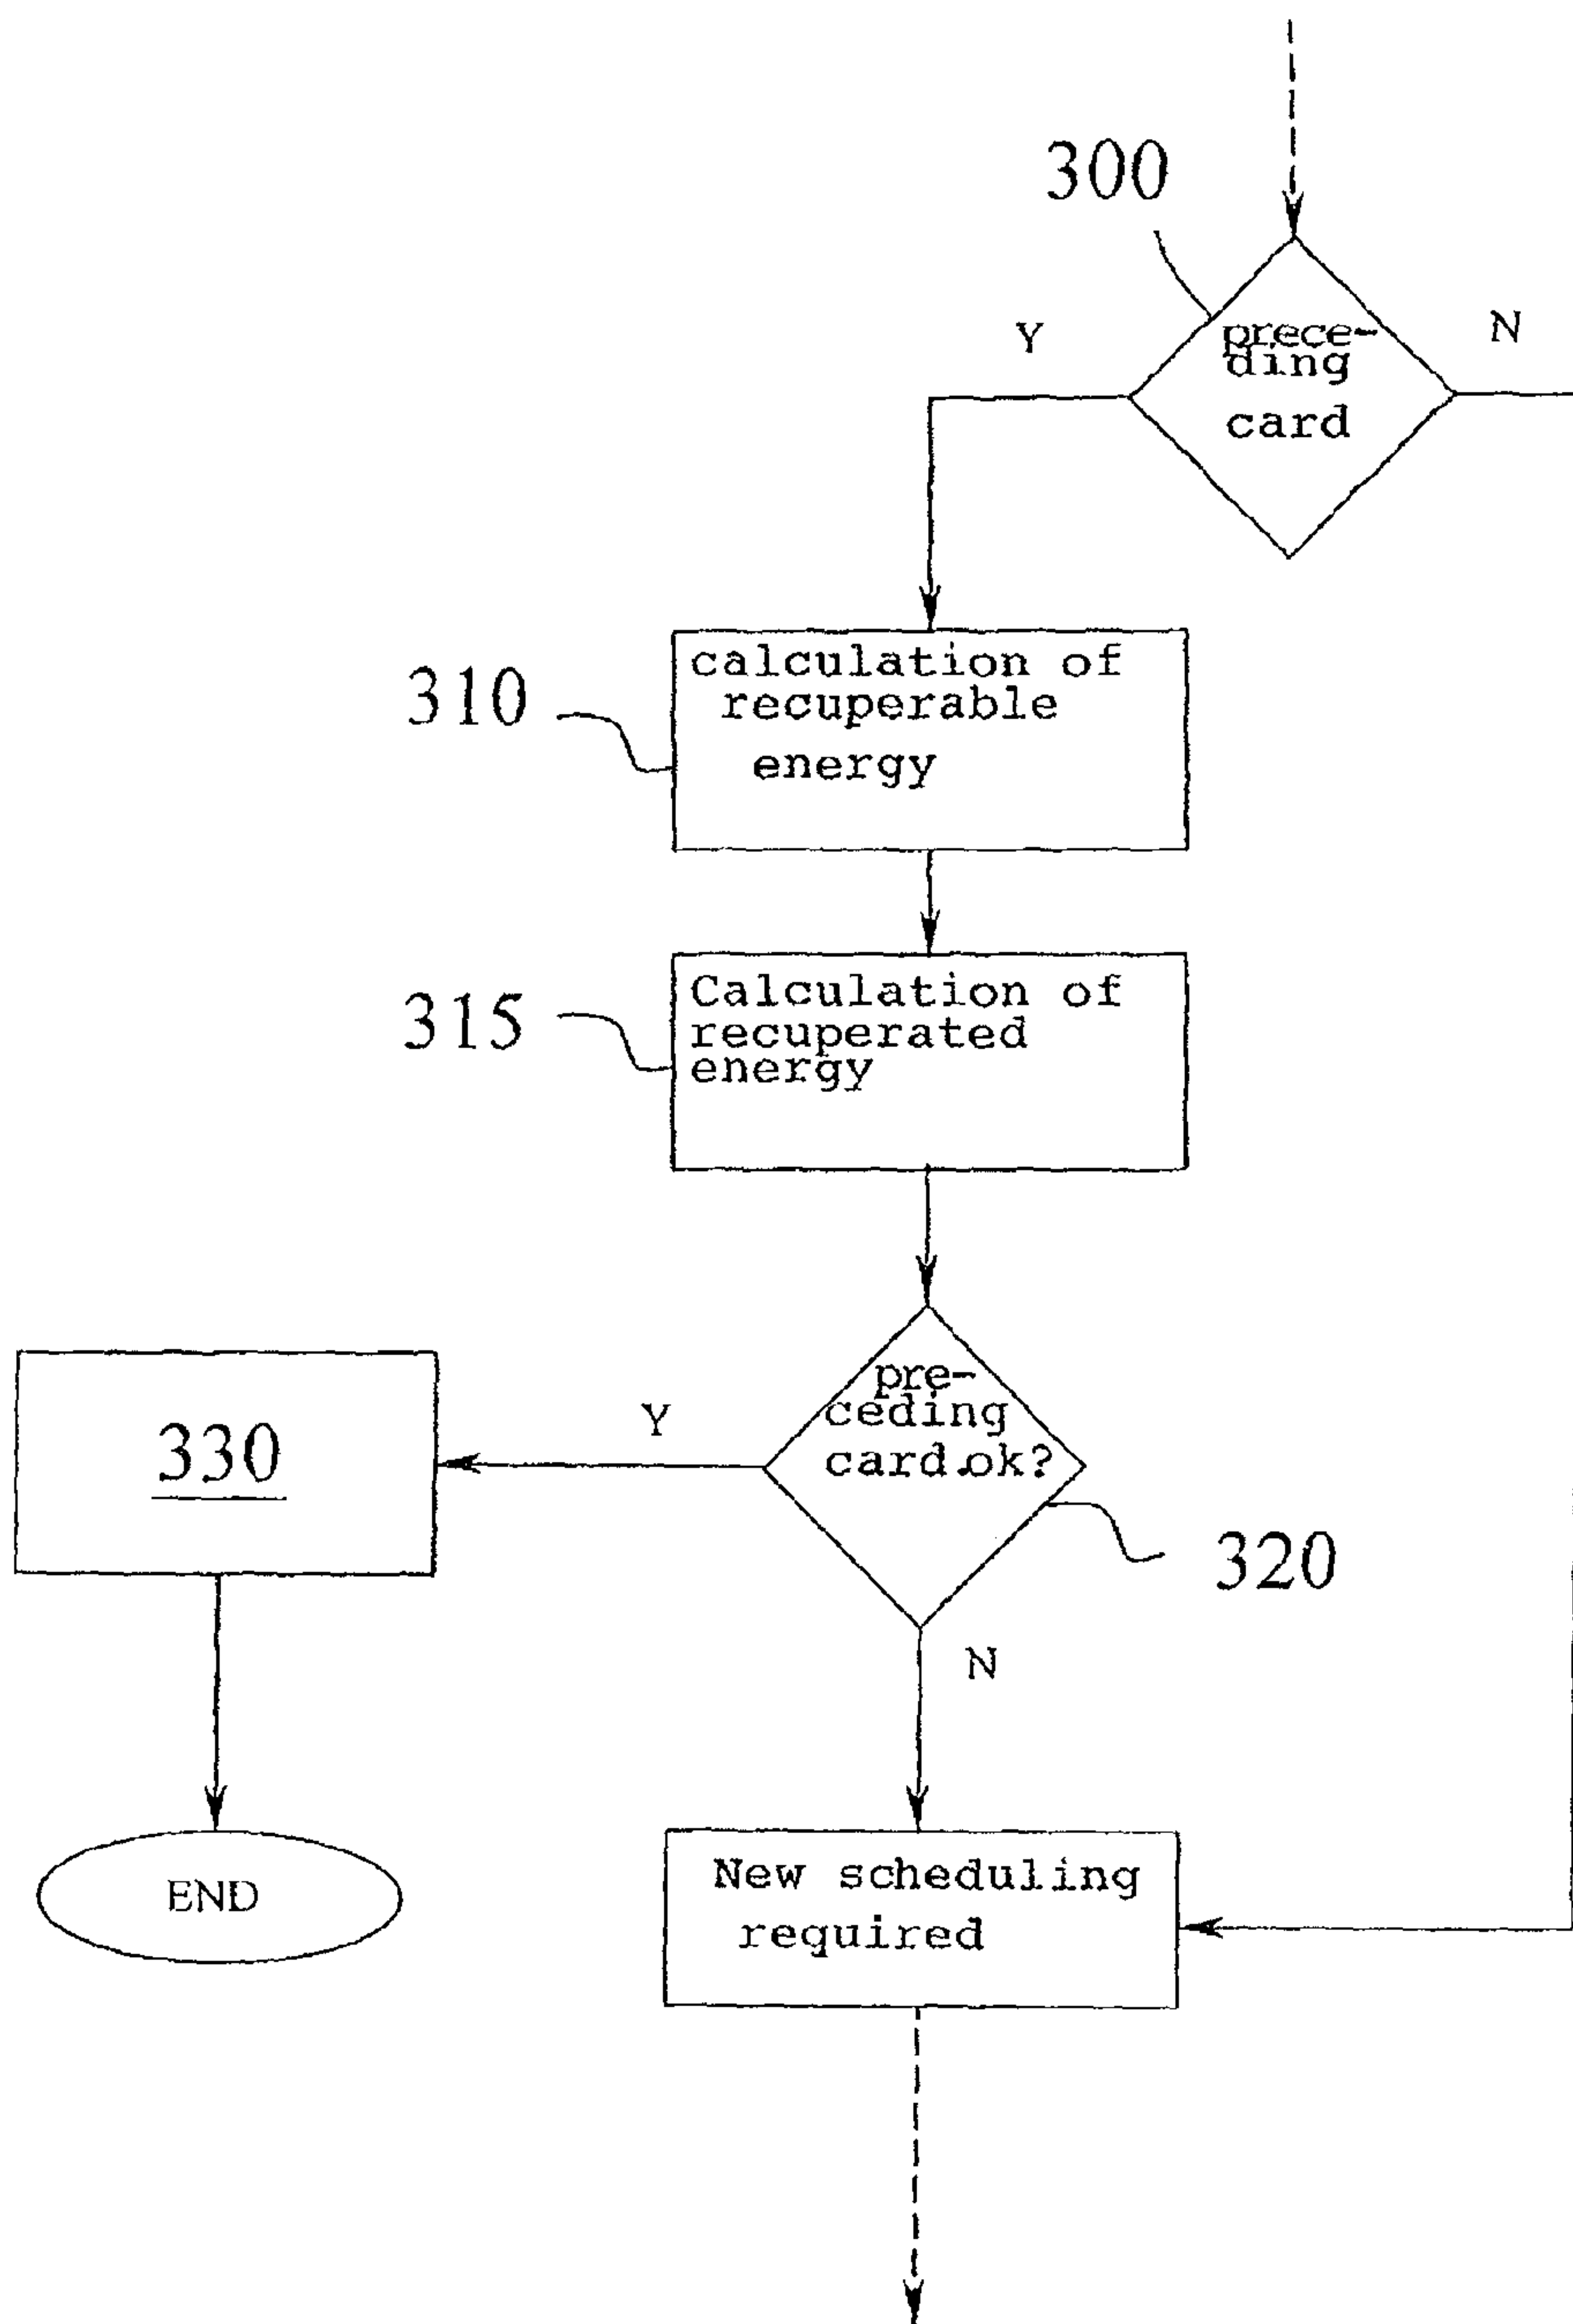 300
Y
N
prece-
ding
card
310
calculation of
recuperable
energy
315
Calculation of
recuperated
energy
330
Y
pre-
ceding
card.ok?
320
N
END
New scheduling
required